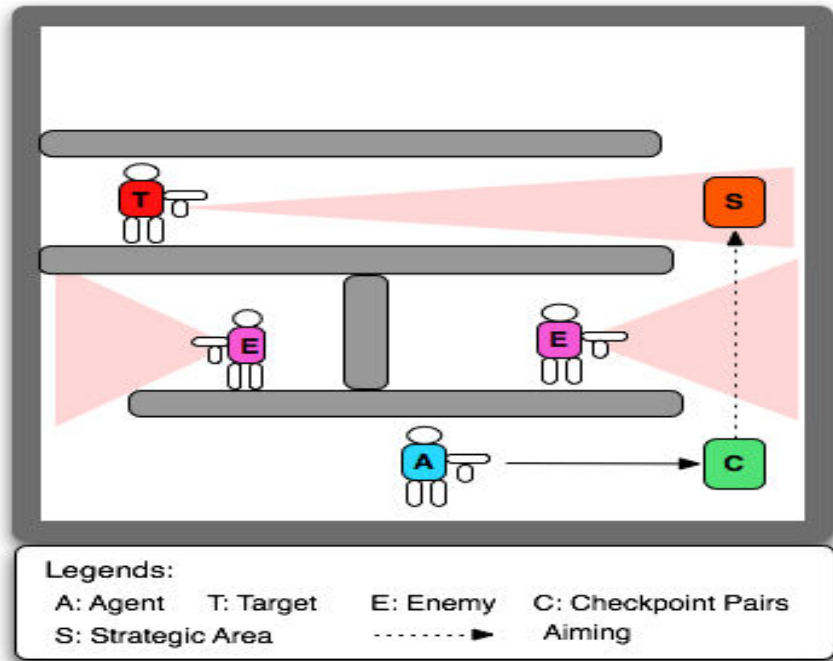 T
S
E
E
A
C
Legends:
A: Agent T: Target E: Enemy C: Checkpoint Pairs
S: Strategic Area Aiming